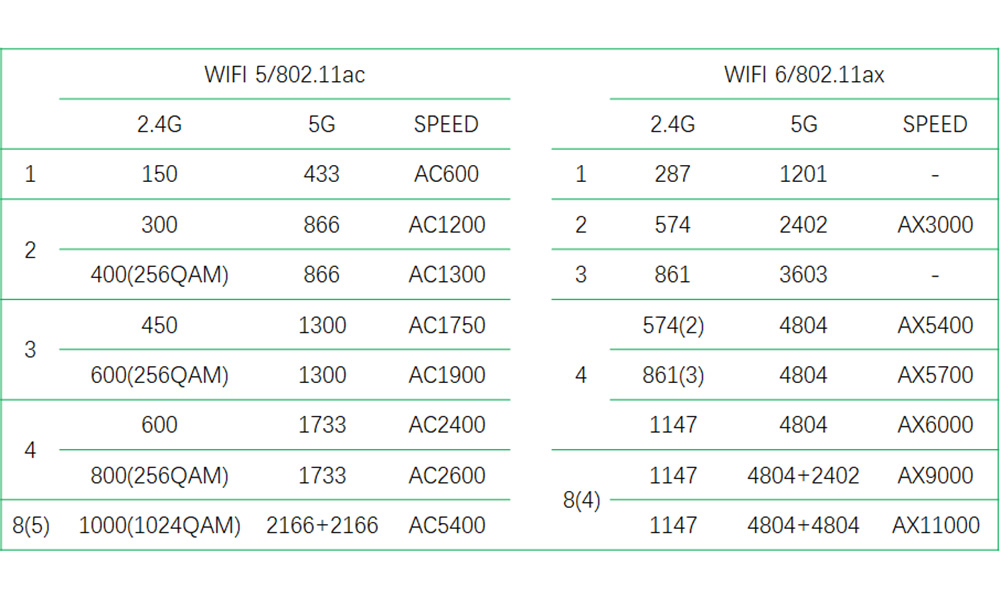 WIFI 5/802.11ac WIFI 6/802.11ax
2.4G 5G SPEED 2.4G 5G SPEED
1 150 433 AC600 1 287 1201 -
2 300 866 AC1200 2 574 2402 AX3000
400(256QAM) 866 AC1300 3 861 3603 -
3 450 1300 AC1750 574(2) 4804 AX5400
600(256QAM) 1300 AC1900 4 861(3) 4804 AX5700
4 600 1733 AC2400 1147 4804 AX6000
800(256QAM) 1733 AC2600 8(4) 1147 4804+2402 AX9000
8(5) 1000(1024QAM) 2166+2166 AC5400 1147 4804+4804 AX11000